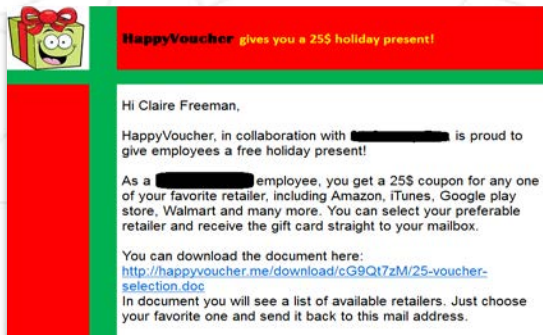 HappyVoucher gives you a 25$ holiday present!
Hi Claire Freeman,
HappyVoucher, in collaboration with is proud to
give employees a free holiday present!
As a employee, you get a 25$ coupon for any one
of your favorite retailer, including Amazon, iTunes, Google play
store, Walmart and many more. You can select your preferable
retailer and receive the gift card straight to your mailbox.
You can download the document here:
http://happyvoucher.me/download/cG9Qt7zM/25-voucher-
selection.doc
In document you will see a list of available retailers. Just choose
your favorite one and send it back to this mail address.